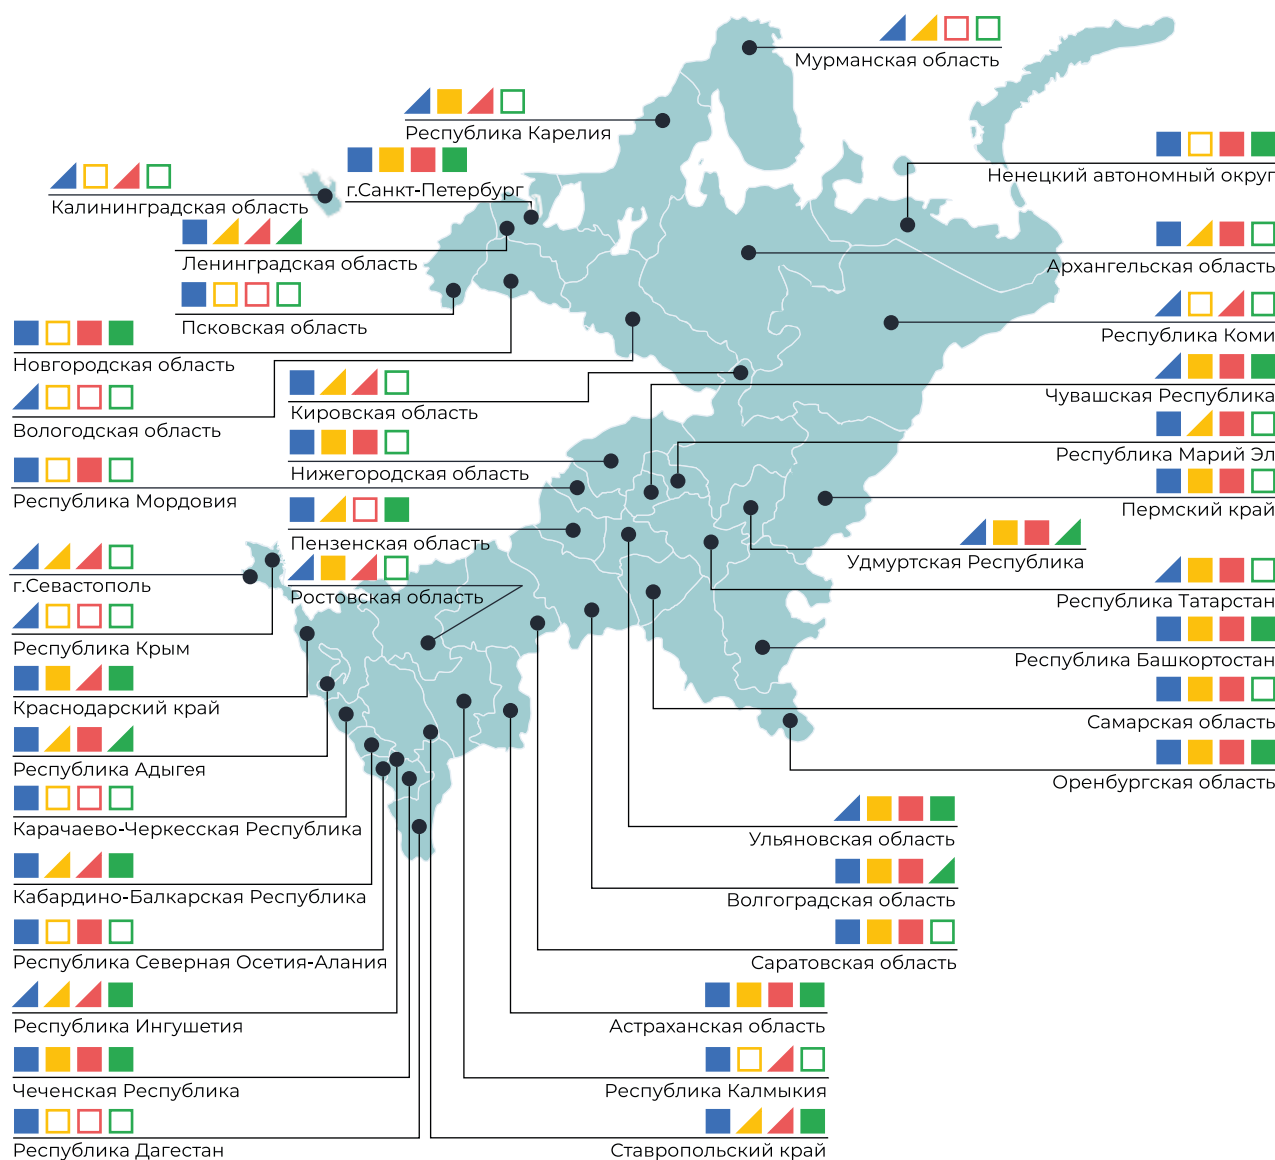 Мурманская область
Республика Карелия
Ненецкий автономный округ
г.Санкт-Петербург
Калининградская область
Ленинградская область
Архангельская область
Псковская область
Республика Коми
Новгородская область
Чувашская Республика
Кировская область
Вологодская область
Республика Марий Эл
Нижегородская область
Республика Мордовия
Пермский край
Пензенская область
Удмуртская Республика
г.Севастополь
Ростовская область
Республика Татарстан
Республика Крым
Республика Башкортостан
Краснодарский край
Самарская область
Республика Адыгея
Оренбургская область
Карачаево-Черкесская Республика
Ульяновская область
Кабардино-Балкарская Республика
Волгоградская область
Республика Северная Осетия-Алания
Саратовская область
Республика Ингушетия
Астраханская область
Чеченская Республика
Республика Калмыкия
Республика Дагестан
Ставропольский край